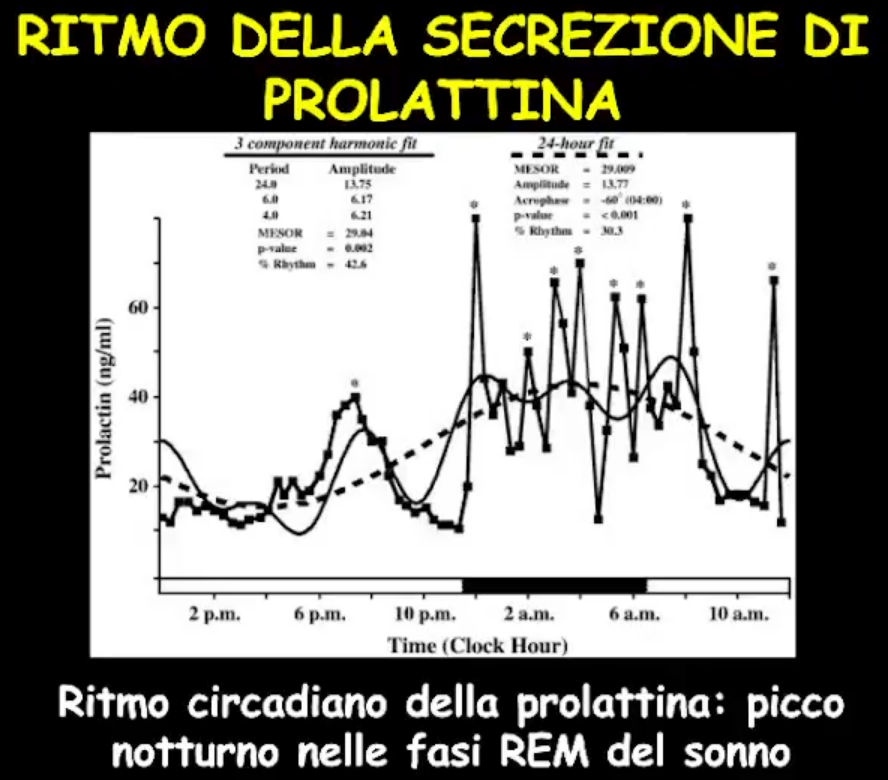 RITMO DELLA SECREZIONE DI
PROLATTINA
3 component harmonic fit
Period Amplitude
24.0 13.75
6.0 6.17
4.0 6.21
MESOR = 29.04
p-value = 0.002
% Rhythm = 42.6
24-hour fit
MESOR = 29.009
Amplitude = 13.77
Acrophase = -60° (04:00)
p-value = < 0.001
% Rhythm = 30.3
Prolactin (ng/ml)
60
40
20
* * * * * * * * *
2 p.m. 6 p.m. 10 p.m. 2 a.m. 6 a.m. 10 a.m.
Time (Clock Hour)
Ritmo circadiano della prolattina: picco
notturno nelle fasi REM del sonno